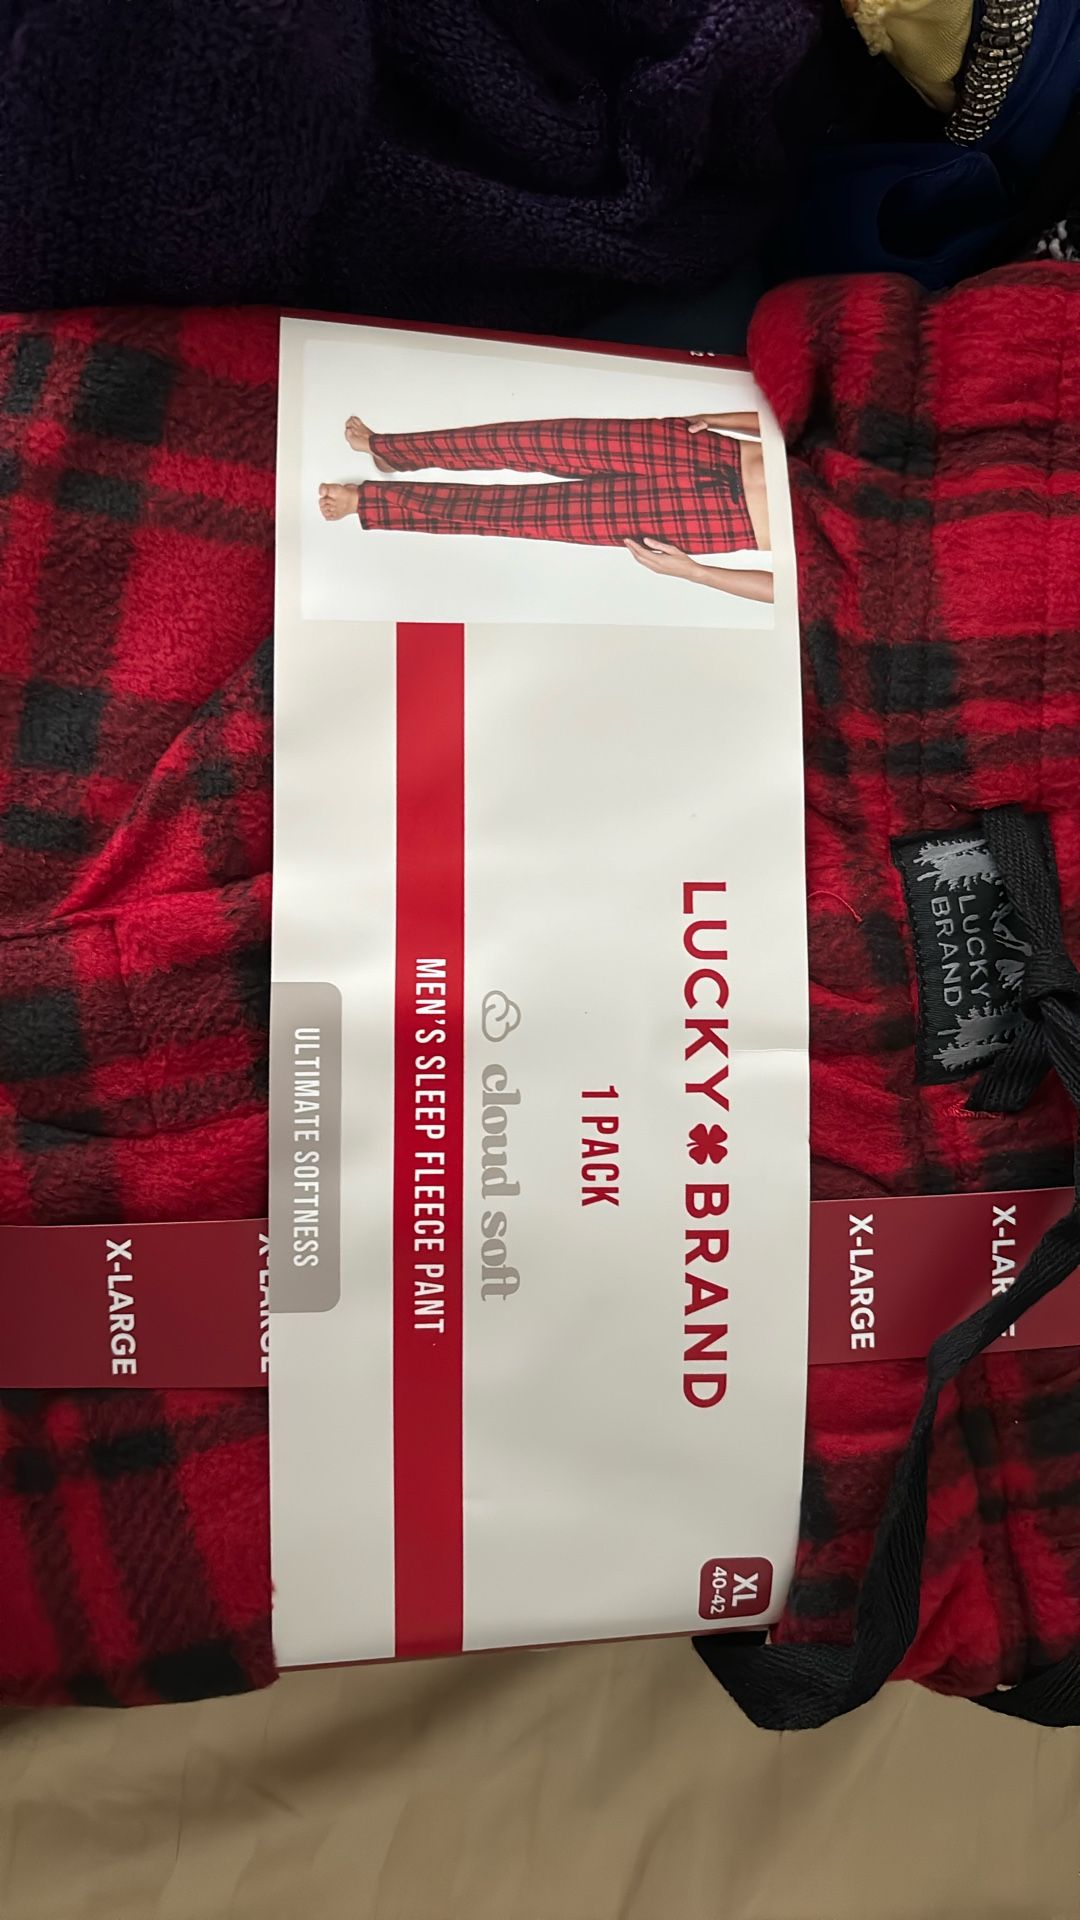 LUCKY BRAND
1 PACK
cloud soft
MEN'S SLEEP FLEECE PANT
ULTIMATE SOFTNESS
XL
40-42
LUCKY
BRAND
X-LARGE
X-LARGE
X-LARGE